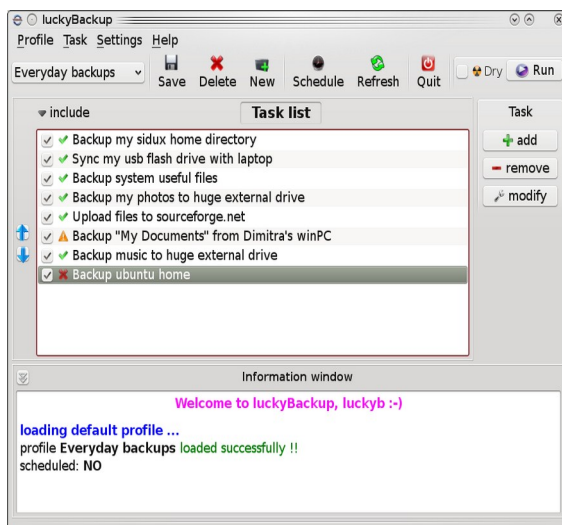 luckyBackup
Profile Task Settings Help
Everyday backups Save Delete New Schedule Refresh Quit Dry Run
include Task list Task
Backup my sidux home directory
Sync my usb flash drive with laptop
Backup system useful files
Backup my photos to huge external drive
Upload files to sourceforge.net
Backup "My Documents" from Dimitra's winPC
Backup music to huge external drive
Backup ubuntu home
add
remove
modify
Information window
Welcome to luckyBackup, luckyb :-)
loading default profile ...
profile Everyday backups loaded successfully !!
scheduled: NO